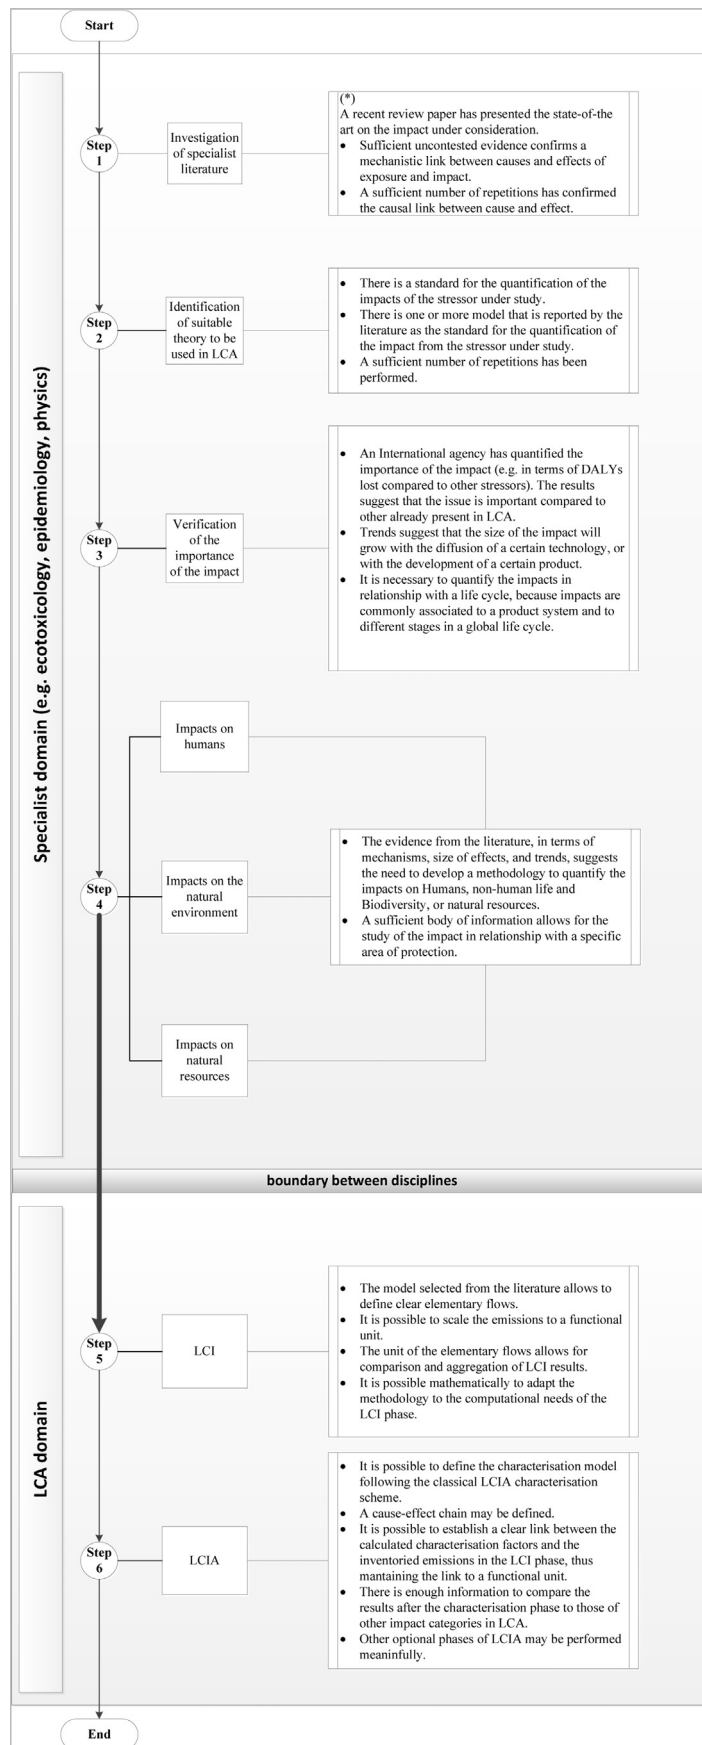 Start
Specialist domain (e.g. ecotoxicology, epidemiology, physics)
Step
1
Investigation
of specialist
literature
(*)
A recent review paper has presented the state-of-the
art on the impact under consideration.
• Sufficient uncontested evidence confirms a
mechanistic link between causes and effects of
exposure and impact.
• A sufficient number of repetitions has confirmed
the causal link between cause and effect.
Step
2
Identification
of suitable
theory to be
used in LCA
• There is a standard for the quantification of the
impacts of the stressor under study.
• There is one or more model that is reported by the
literature as the standard for the quantification of
the impact from the stressor under study.
• A sufficient number of repetitions has been
performed.
Step
3
Verification
of the
importance
of the impact
• An International agency has quantified the
importance of the impact (e.g. in terms of DALYs
lost compared to other stressors). The results
suggest that the issue is important compared to
other already present in LCA.
• Trends suggest that the size of the impact will
grow with the diffusion of a certain technology, or
with the development of a certain product.
• It is necessary to quantify the impacts in
relationship with a life cycle, because impacts are
commonly associated to a product system and to
different stages in a global life cycle.
Step
4
Impacts on
humans
Impacts on the
natural
environment
Impacts on
natural
resources
• The evidence from the literature, in terms of
mechanisms, size of effects, and trends, suggests
the need to develop a methodology to quantify the
impacts on Humans, non-human life and
Biodiversity, or natural resources.
• A sufficient body of information allows for the
study of the impact in relationship with a specific
area of protection.
boundary between disciplines
LCA domain
Step
5
LCI
• The model selected from the literature allows to
define clear elementary flows.
• It is possible to scale the emissions to a functional
unit.
• The unit of the elementary flows allows for
comparison and aggregation of LCI results.
• It is possible mathematically to adapt the
methodology to the computational needs of the
LCI phase.
Step
6
LCIA
• It is possible to define the characterisation model
following the classical LCIA characterisation
scheme.
• A cause-effect chain may be defined.
• It is possible to establish a clear link between the
calculated characterisation factors and the
inventoried emissions in the LCI phase, thus
mantaining the link to a functional unit.
• There is enough information to compare the
results after the characterisation phase to those of
other impact categories in LCA.
• Other optional phases of LCIA may be performed
meaninfully.
End